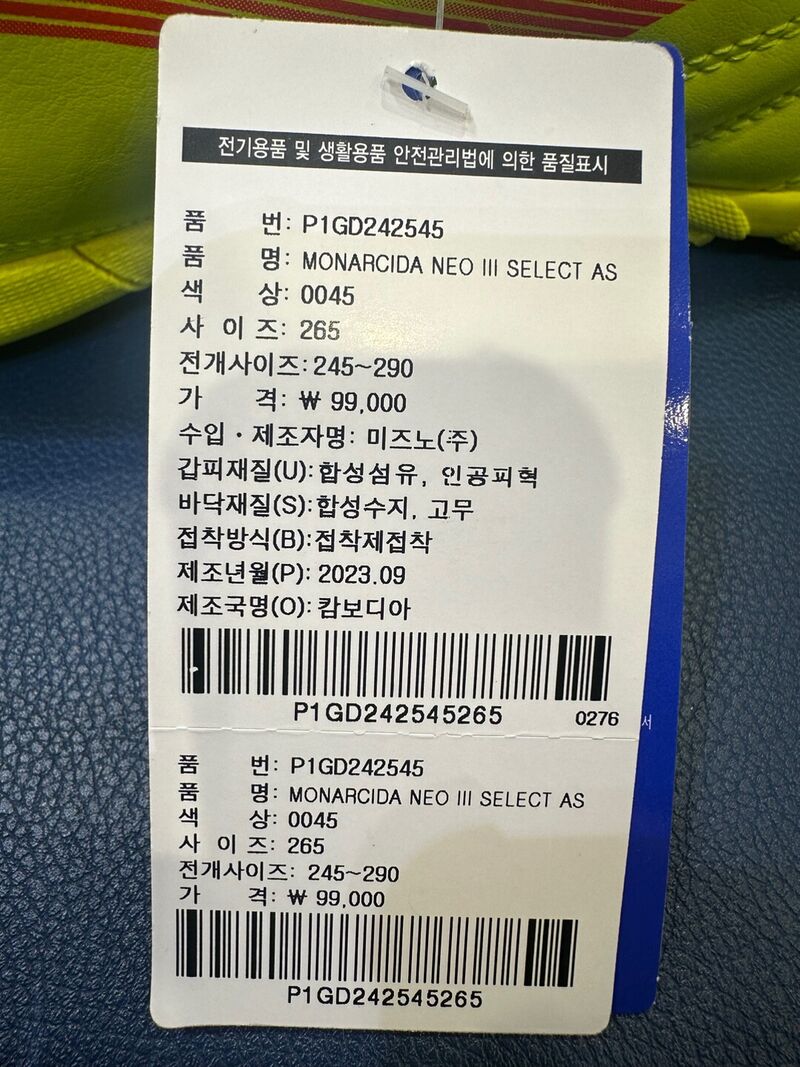 전기용품 및 생활용품 안전관리법에 의한 품질표시
품 번: P1GD242545
품 명: MONARCIDA NEO III SELECT AS
색 상: 0045
사 이 즈: 265
전개사이즈: 245~290
가 격: ₩ 99,000
수입 · 제조자명: 미즈노(주)
갑피재질(U): 합성섬유, 인공피혁
바닥재질(S): 합성수지, 고무
접착방식(B): 접착제접착
제조년월(P): 2023.09
제조국명(O): 캄보디아
P1GD242545265 0276
서
품 번: P1GD242545
품 명: MONARCIDA NEO III SELECT AS
색 상: 0045
사 이 즈: 265
전개사이즈: 245~290
가 격: ₩ 99,000
P1GD242545265